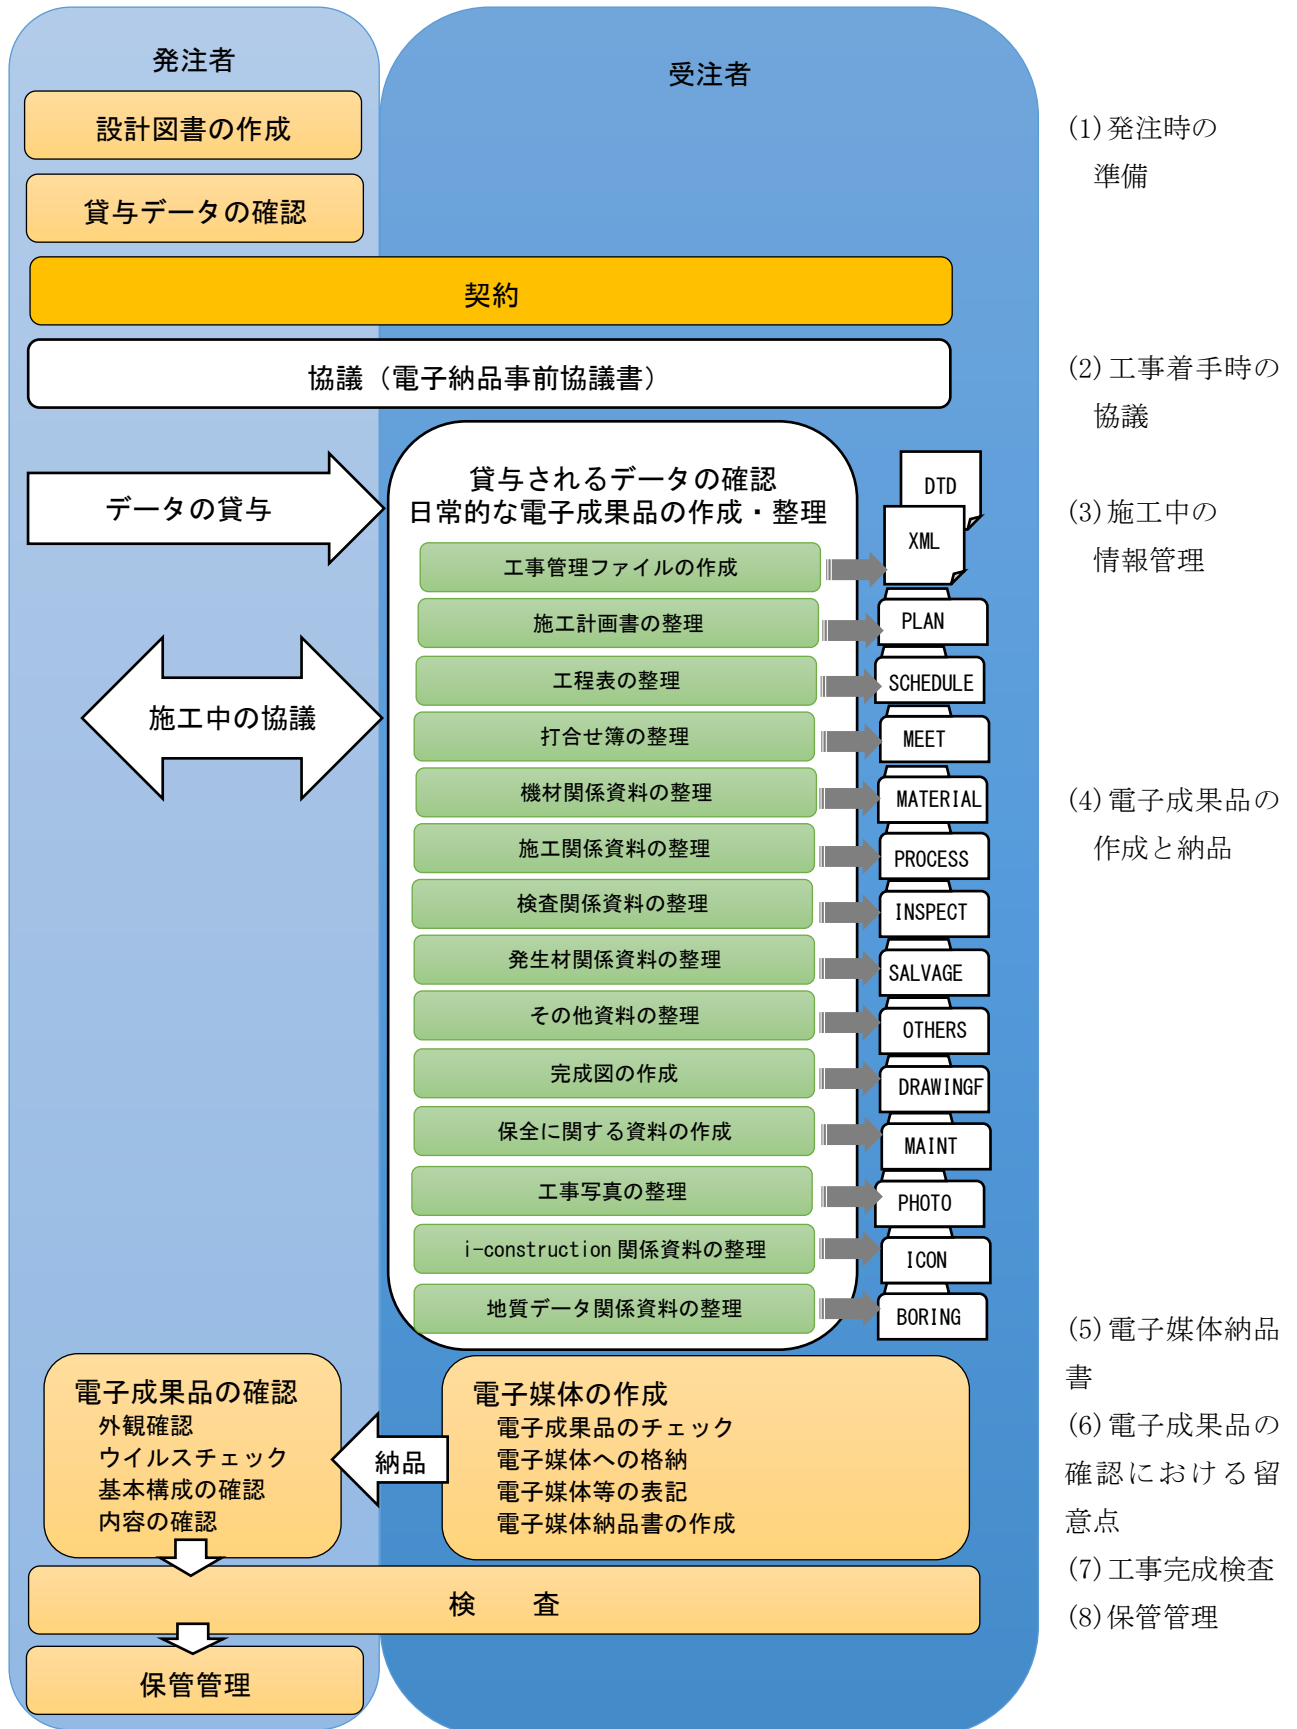 発注者
受注者
設計図書の作成
貸与データの確認
契約
協議（電子納品事前協議書）
データの貸与
貸与されるデータの確認
日常的な電子成果品の作成・整理
DTD
XML
工事管理ファイルの作成
施工計画書の整理
PLAN
工程表の整理
SCHEDULE
施工中の協議
打合せ簿の整理
MEET
機材関係資料の整理
MATERIAL
施工関係資料の整理
PROCESS
検査関係資料の整理
INSPECT
発生材関係資料の整理
SALVAGE
その他資料の整理
OTHERS
完成図の作成
DRAWINGF
保全に関する資料の作成
MAINT
工事写真の整理
PHOTO
i-construction 関係資料の整理
ICON
地質データ関係資料の整理
BORING
電子成果品の確認
外観確認
ウイルスチェック
基本構成の確認
内容の確認
納品
電子媒体の作成
電子成果品のチェック
電子媒体への格納
電子媒体等の表記
電子媒体納品書の作成
検　査
保管管理
(1)発注時の
準備
(2)工事着手時の
協議
(3)施工中の
情報管理
(4)電子成果品の
作成と納品
(5)電子媒体納品
書
(6)電子成果品の
確認における留
意点
(7)工事完成検査
(8)保管管理